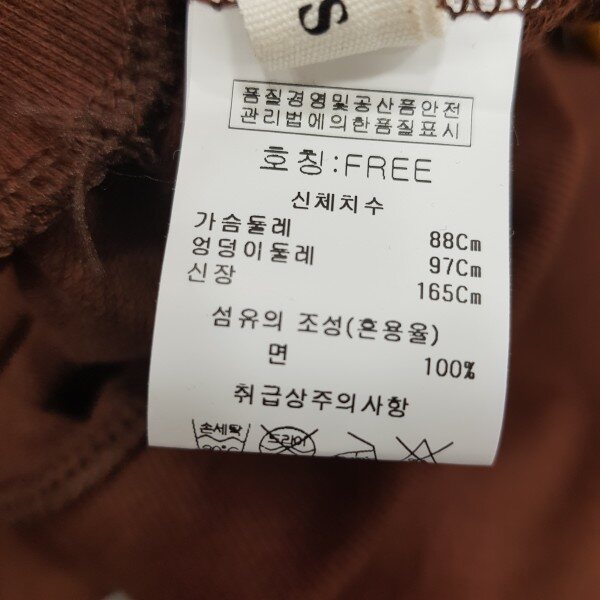 S
품질경영및공산품안전
관리법에의한품질표시
호칭:FREE
신체치수
가슴둘레 88Cm
엉덩이둘레 97Cm
신장 165Cm
섬유의 조성(혼용율)
면 100%
취급상주의사항
손세탁 드라이